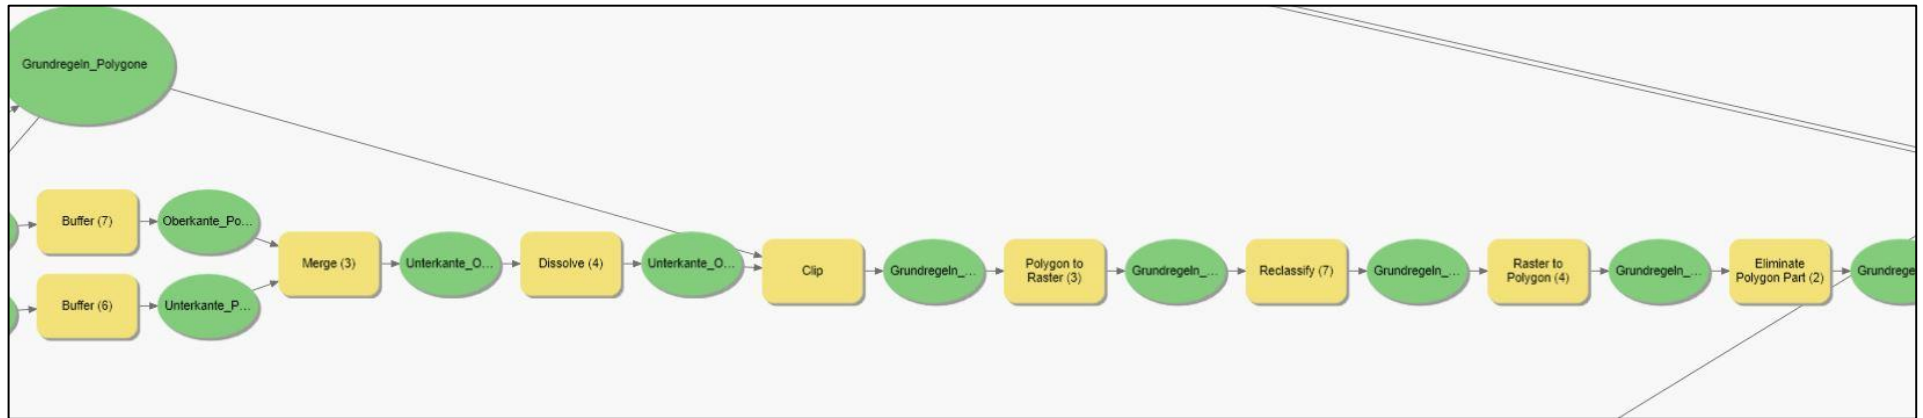 Grundregeln_Polygone
Buffer (7)
Oberkante_Po...
Buffer (6)
Unterkante_P...
Merge (3)
Unterkante_O...
Dissolve (4)
Unterkante_O...
Clip
Grundregeln_...
Polygon to
Raster (3)
Grundregeln_...
Reclassify (7)
Grundregeln_...
Raster to
Polygon (4)
Grundregeln_...
Eliminate
Polygon Part (2)
Grundrege